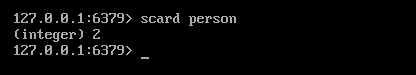 127.0.0.1:6379> scard person
(integer) 2
127.0.0.1:6379> _